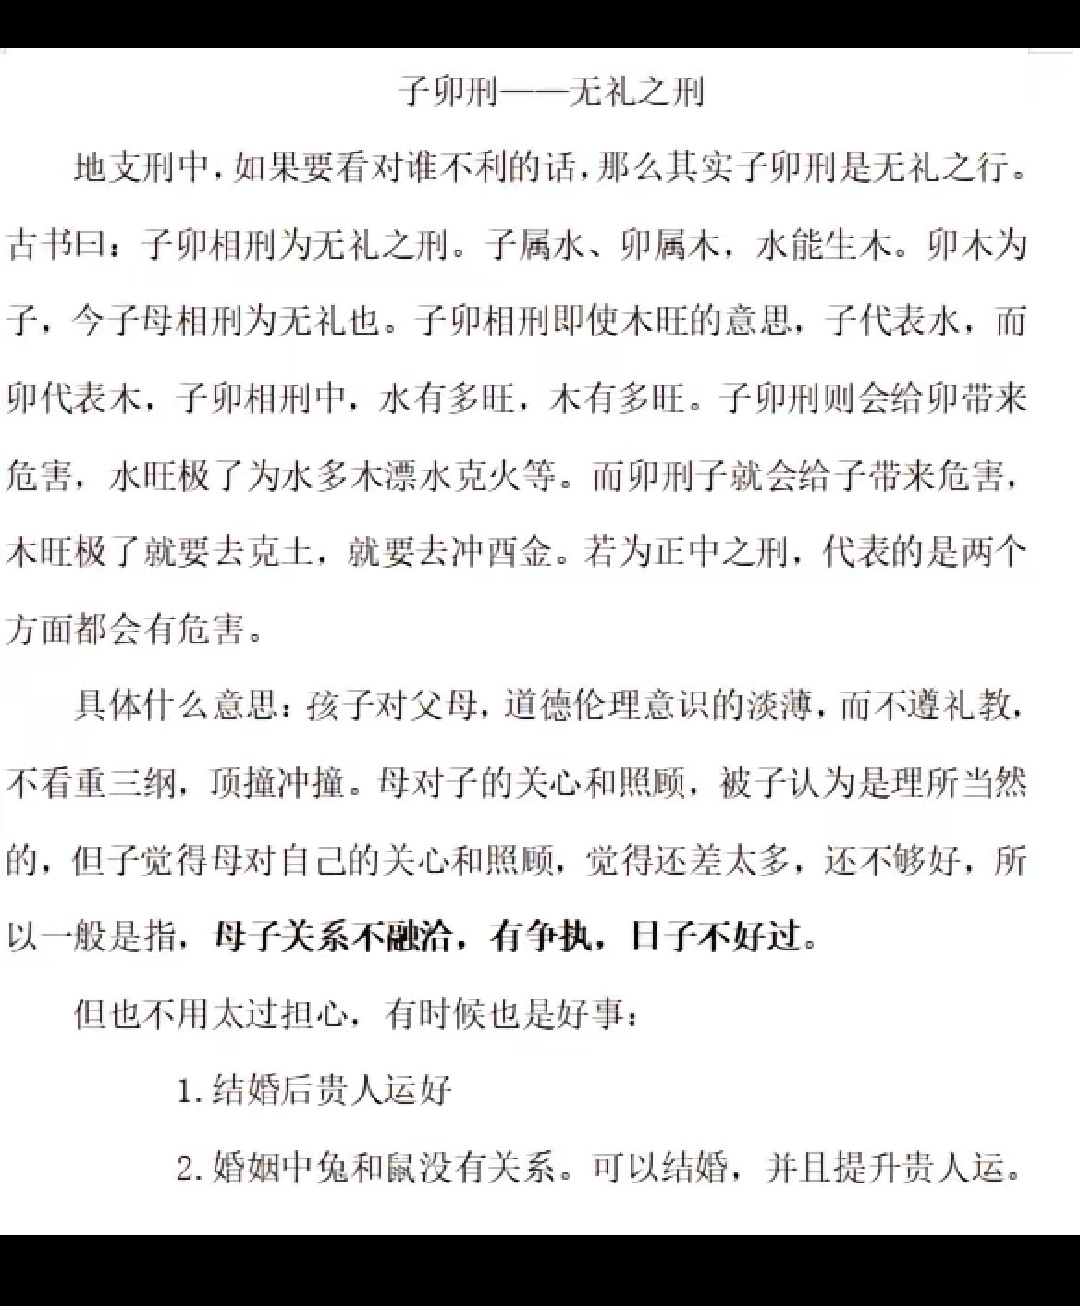 子卯刑——无礼之刑
地支刑中，如果要看对谁不利的话，那么其实子卯刑是无礼之行。
古书曰：子卯相刑为无礼之刑。子属水、卯属木，水能生木。卯木为
子，今子母相刑为无礼也。子卯相刑即使木旺的意思，子代表水，而
卯代表木，子卯相刑中，水有多旺，木有多旺。子卯刑则会给卯带来
危害，水旺极了为水多木漂水克火等。而卯刑子就会给子带来危害，
木旺极了就要去克土，就要去冲酉金。若为正中之刑，代表的是两个
方面都会有危害。
具体什么意思：孩子对父母，道德伦理意识的淡薄，而不遵礼教，
不看重三纲，顶撞冲撞。母对子的关心和照顾，被子认为是理所当然
的，但子觉得母对自己的关心和照顾，觉得还差太多，还不够好，所
以一般是指，母子关系不融洽，有争执，日子不好过。
但也不用太过担心，有时候也是好事：
1.结婚后贵人运好
2.婚姻中兔和鼠没有关系。可以结婚，并且提升贵人运。